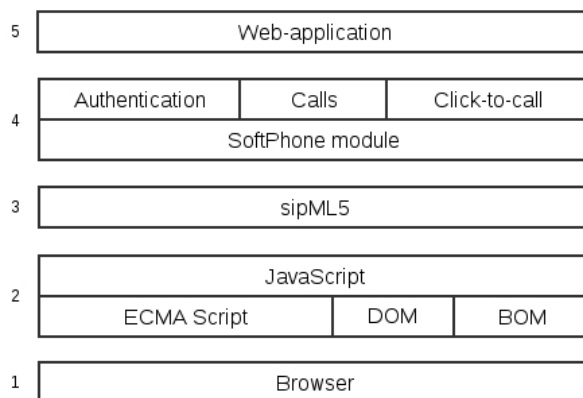 5 Web-application
Authentication Calls Click-to-call
4
SoftPhone module
3 sipML5
JavaScript
2
ECMA Script DOM BOM
1 Browser